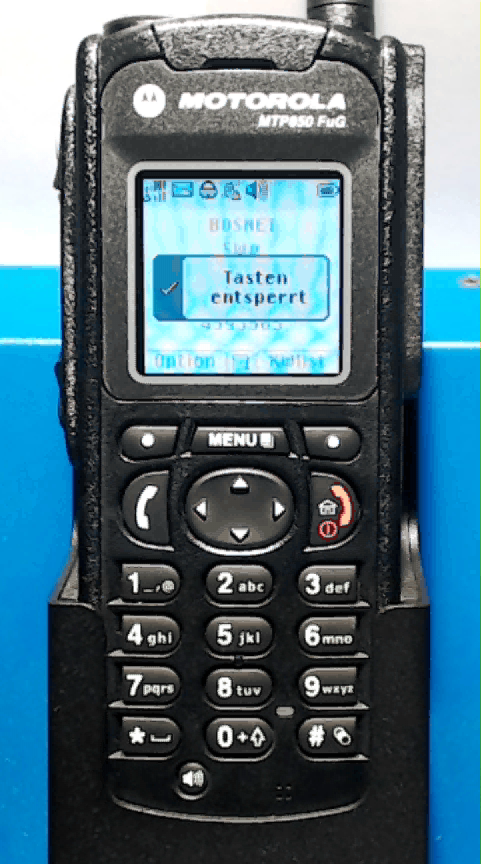 MOTOROLA
MTP850 FuG
BOSNET
Tasten
entsperrt
Option
MENU
1 _,@
2 abc
3 def
4 ghi
5 jkl
6 mno
7 pqrs
8 tuv
9 wxyz
*
0 +
#